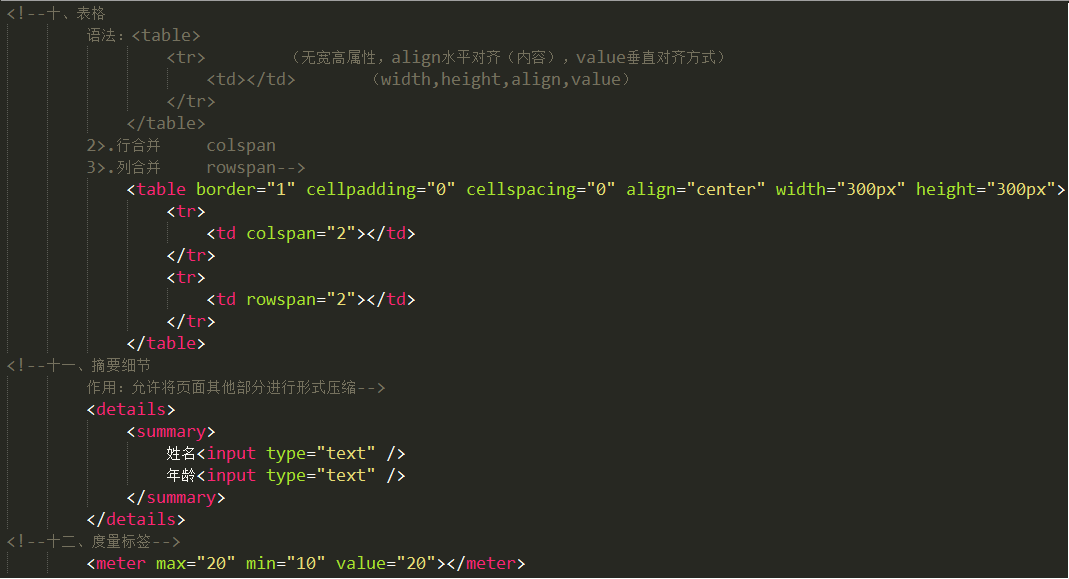 <!--十、表格
语法：<table>
<tr> （无宽高属性，align水平对齐（内容），value垂直对齐方式）
<td></td> （width,height,align,value）
</tr>
</table>
2>.行合并 colspan
3>.列合并 rowspan-->
<table border="1" cellpadding="0" cellspacing="0" align="center" width="300px" height="300px">
<tr>
<td colspan="2"></td>
</tr>
<tr>
<td rowspan="2"></td>
</tr>
</table>
<!--十一、摘要细节
作用：允许将页面其他部分进行形式压缩-->
<details>
<summary>
姓名<input type="text" />
年龄<input type="text" />
</summary>
</details>
<!--十二、度量标签-->
<meter max="20" min="10" value="20"></meter>